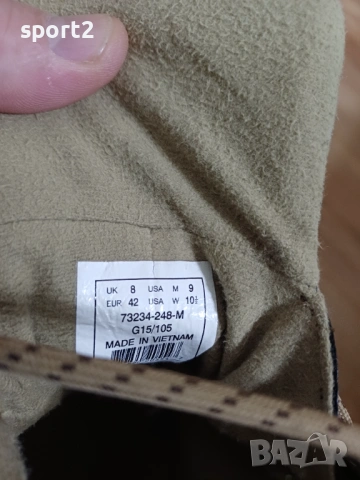 sport2
UK 8 USA M 9
EUR 42 USA W 10½
73234-248-M
G15/105
MADE IN VIETNAM
BAZAR